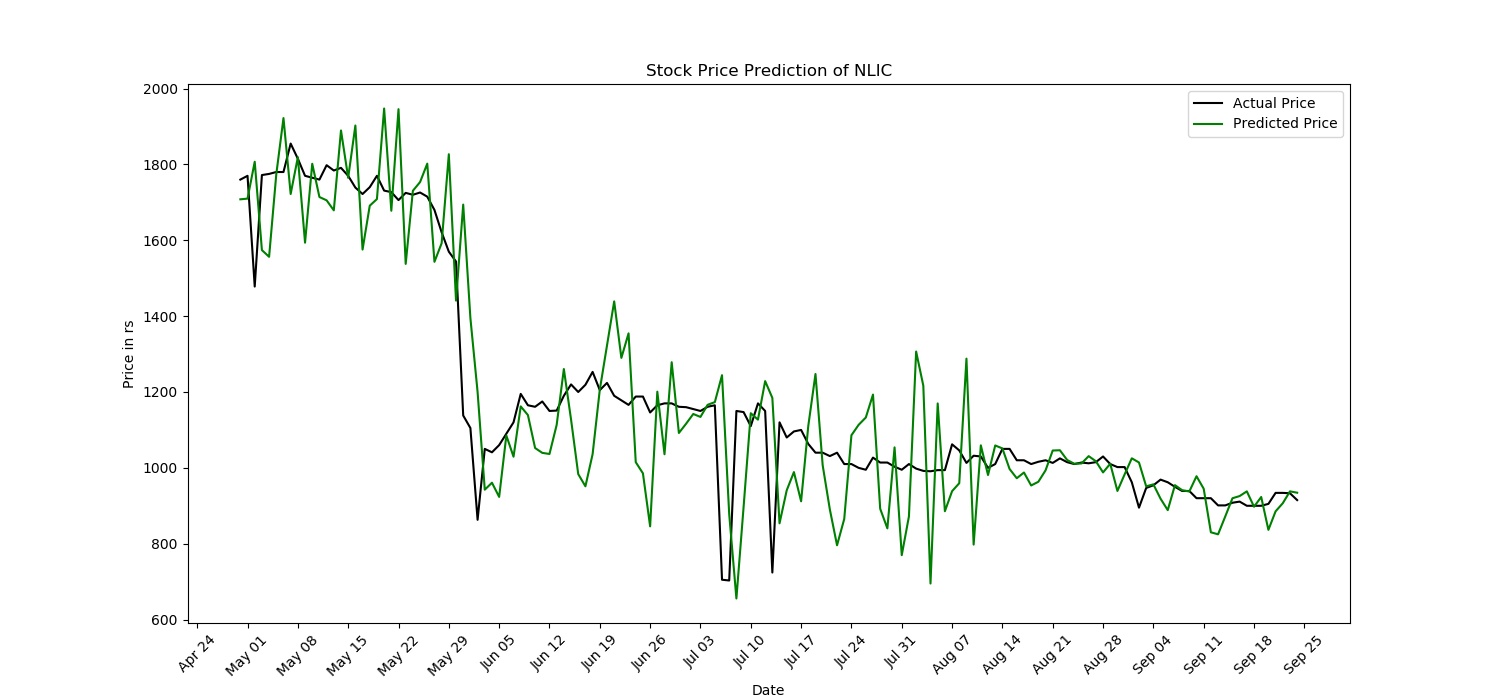 Stock Price Prediction of NLIC
Actual Price
Predicted Price
Price in rs
2000
1800
1600
1400
1200
1000
800
600
Apr 24
May 01
May 08
May 15
May 22
May 29
Jun 05
Jun 12
Jun 19
Jun 26
Jul 03
Jul 10
Jul 17
Jul 24
Jul 31
Aug 07
Aug 14
Aug 21
Aug 28
Sep 04
Sep 11
Sep 18
Sep 25
Date